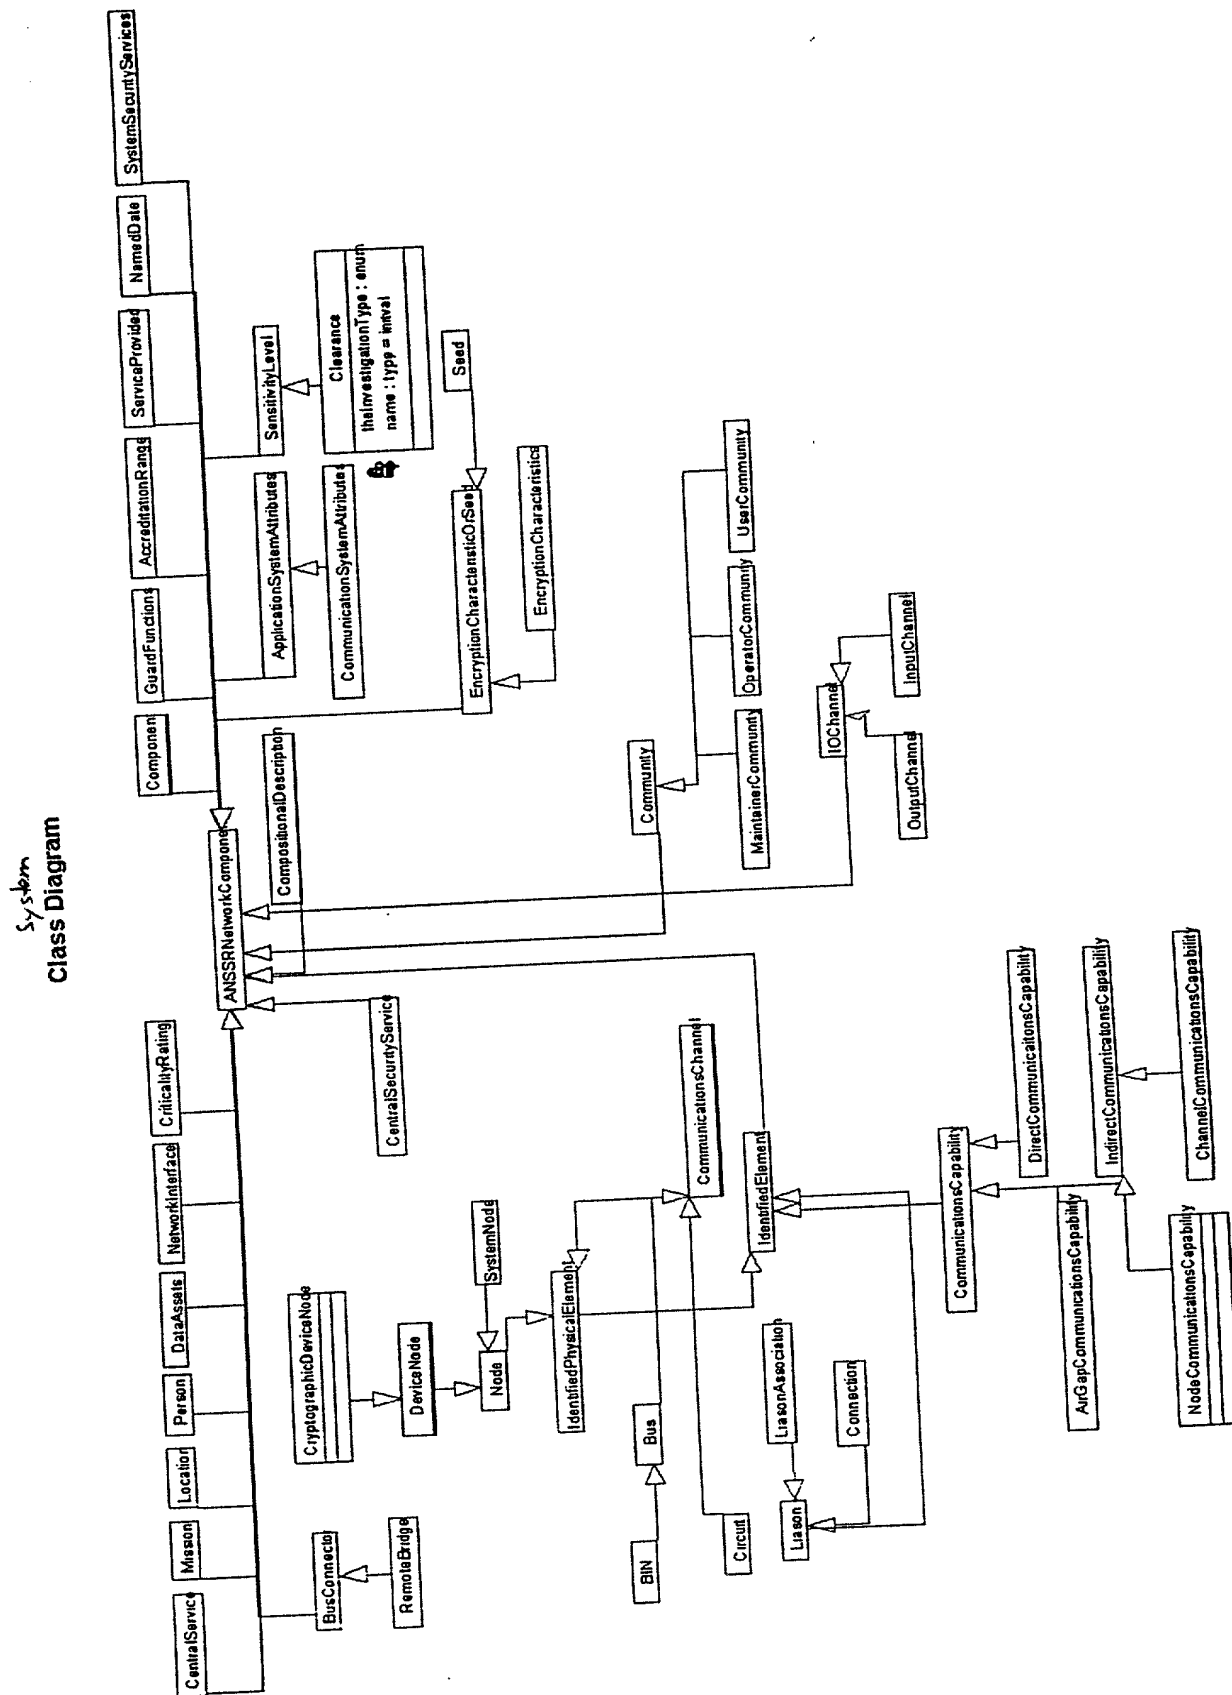 System
Class Diagram
CentralService
Mission
Location
Person
DataAssets
NetworkInterface
CriticalityRating
Component
GuardFunctions
AccreditationRange
ServiceProvided
NamedDate
SystemSecurityServices
ANSSRNetworkComponent
BusConnector
RemoteBridge
CryptographicDeviceNode
DeviceNode
Node
SystemNode
CentralSecurityService
CompositionalDescription
ApplicationSystemAttributes
CommunicationSystemAttributes
SensitivityLevel
Clearance
theInvestigationType : enum
name : type = initval
EncryptionCharacteristicOrSeed
Seed
EncryptionCharacteristics
IdentifiedPhysicalElement
CommunicationsChannel
BIN
Bus
Circuit
IdentifiedElement
Community
MaintainerCommunity
OperatorCommunity
UserCommunity
LiasonAssociation
Liason
Connection
IOChannel
OutputChannel
InputChannel
CommunicationsCapability
DirectCommunicaitonsCapability
AirGapCommunicationsCapability
IndirectCommunicationsCapability
NodeCommunicationsCapability
ChannelCommunicationsCapability